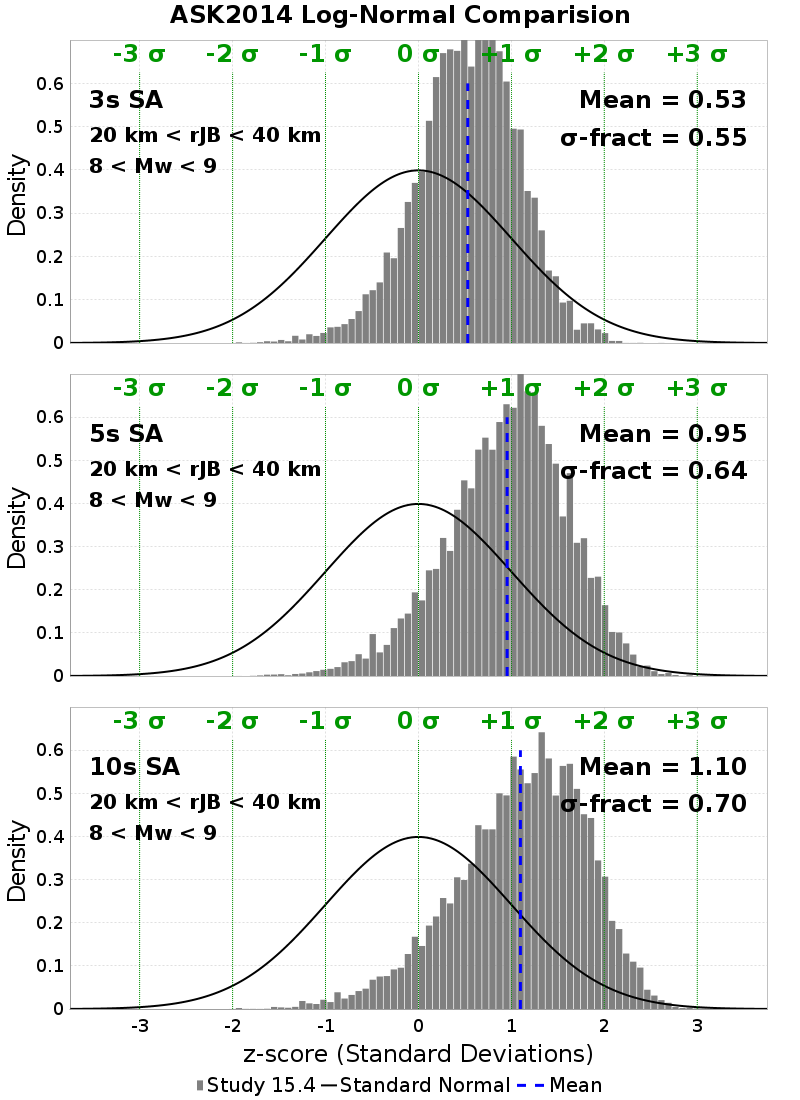 ASK2014 Log-Normal Comparision
-3 σ -2 σ -1 σ 0 σ +1 σ +2 σ +3 σ
3s SA
20 km < rJB < 40 km
8 < Mw < 9
Mean = 0.53
σ-fract = 0.55
Density
0.6
0.5
0.4
0.3
0.2
0.1
0
-3 σ -2 σ -1 σ 0 σ +1 σ +2 σ +3 σ
5s SA
20 km < rJB < 40 km
8 < Mw < 9
Mean = 0.95
σ-fract = 0.64
Density
0.6
0.5
0.4
0.3
0.2
0.1
0
-3 σ -2 σ -1 σ 0 σ +1 σ +2 σ +3 σ
10s SA
20 km < rJB < 40 km
8 < Mw < 9
Mean = 1.10
σ-fract = 0.70
Density
0.6
0.5
0.4
0.3
0.2
0.1
0
-3 -2 -1 0 1 2 3
z-score (Standard Deviations)
Study 15.4 Standard Normal Mean